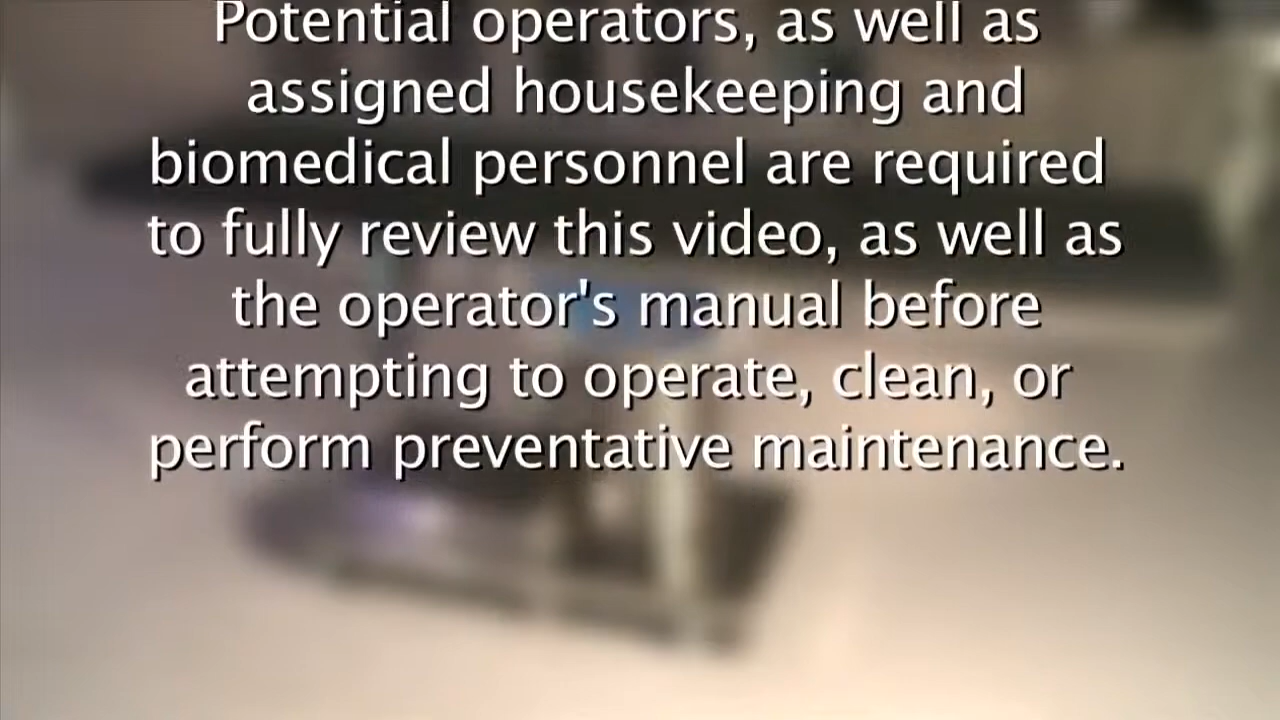 Potential operators, as well as
assigned housekeeping and
biomedical personnel are required
to fully review this video, as well as
the operator's manual before
attempting to operate, clean, or
perform preventative maintenance.